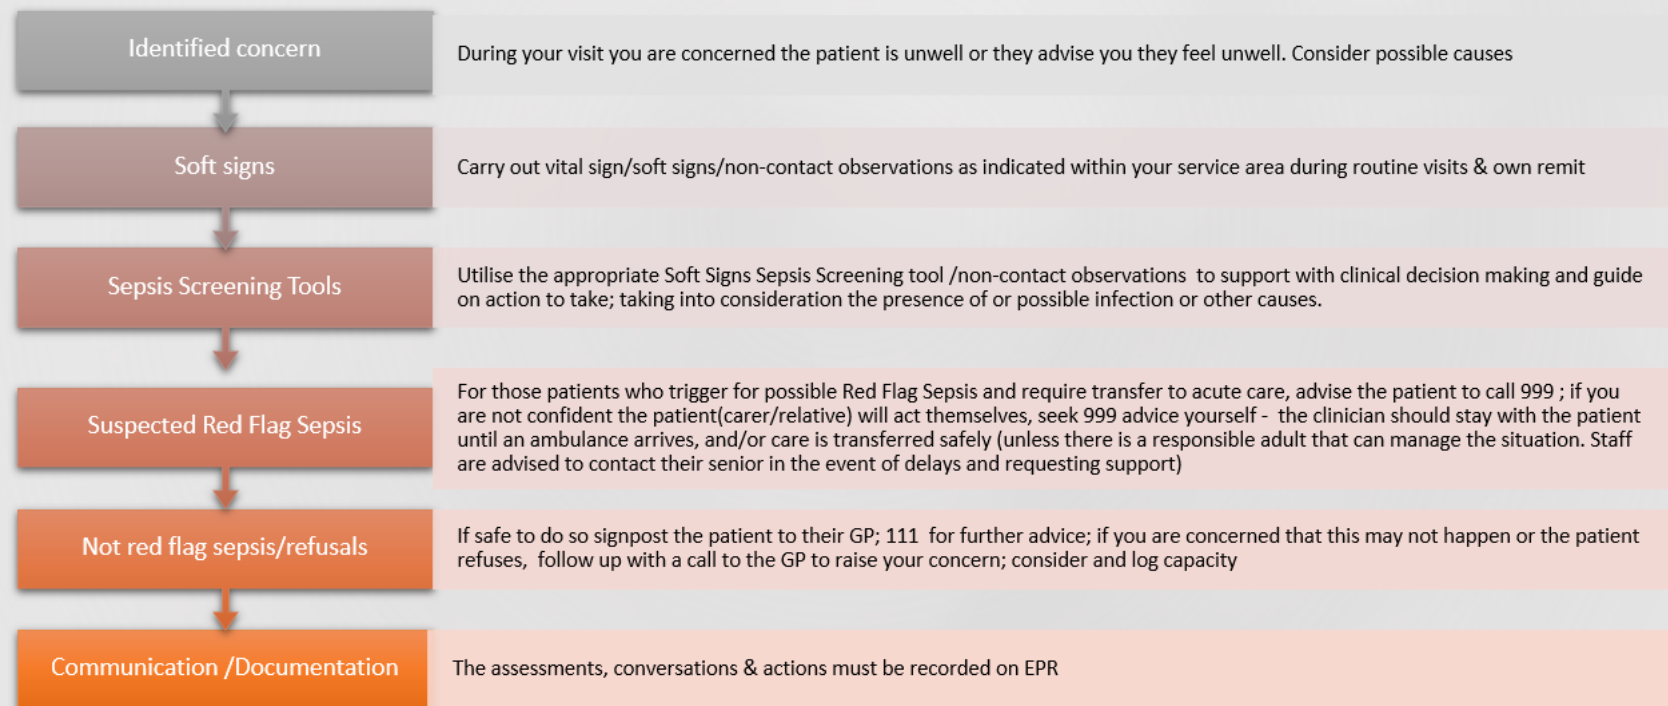 Identified concern
During your visit you are concerned the patient is unwell or they advise you they feel unwell. Consider possible causes
Soft signs
Carry out vital sign/soft signs/non-contact observations as indicated within your service area during routine visits & own remit
Sepsis Screening Tools
Utilise the appropriate Soft Signs Sepsis Screening tool /non-contact observations  to support with clinical decision making and guide
on action to take; taking into consideration the presence of or possible infection or other causes.
Suspected Red Flag Sepsis
For those patients who trigger for possible Red Flag Sepsis and require transfer to acute care, advise the patient to call 999 ; if you
are not confident the patient(carer/relative) will act themselves, seek 999 advice yourself -  the clinician should stay with the patient
until an ambulance arrives, and/or care is transferred safely (unless there is a responsible adult that can manage the situation. Staff
are advised to contact their senior in the event of delays and requesting support)
Not red flag sepsis/refusals
If safe to do so signpost the patient to their GP; 111  for further advice; if you are concerned that this may not happen or the patient
refuses,  follow up with a call to the GP to raise your concern; consider and log capacity
Communication /Documentation
The assessments, conversations & actions must be recorded on EPR